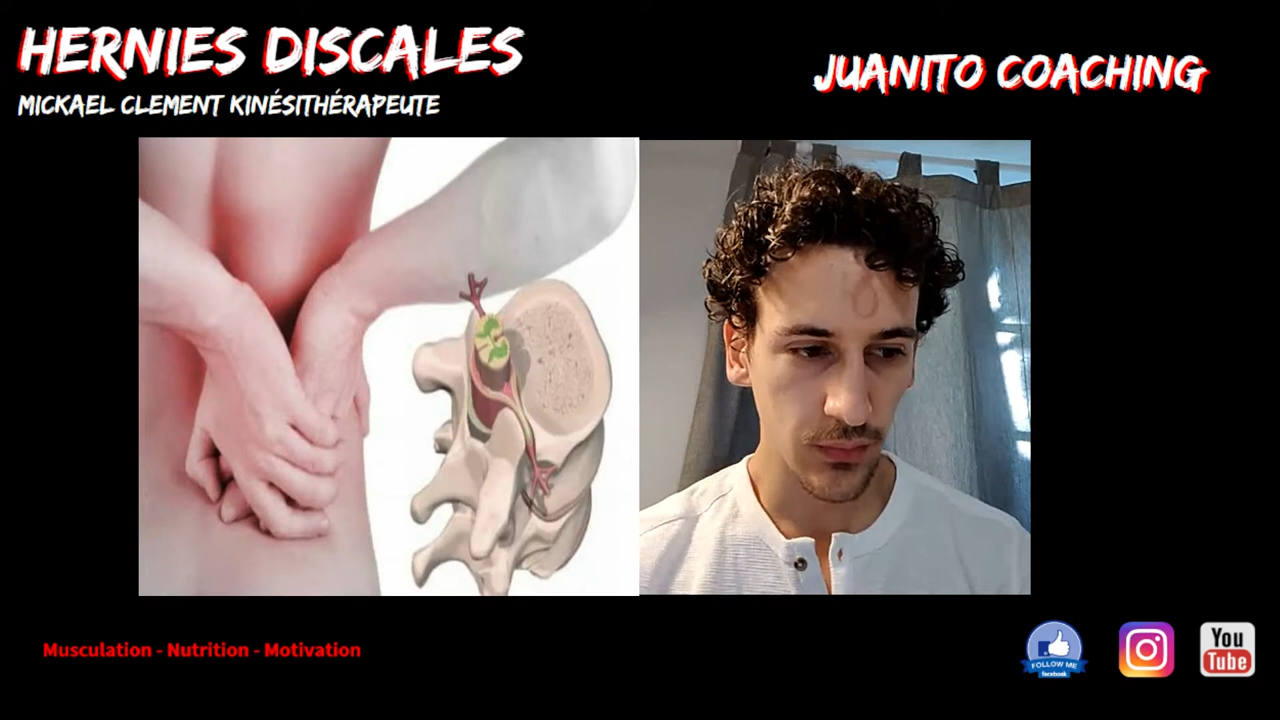 HERNIES DISCALES
MICKAEL CLEMENT KINÉSITHÉRAPEUTE
JUANITO COACHING
Musculation - Nutrition - Motivation
FOLLOW ME
facebook
You
Tube